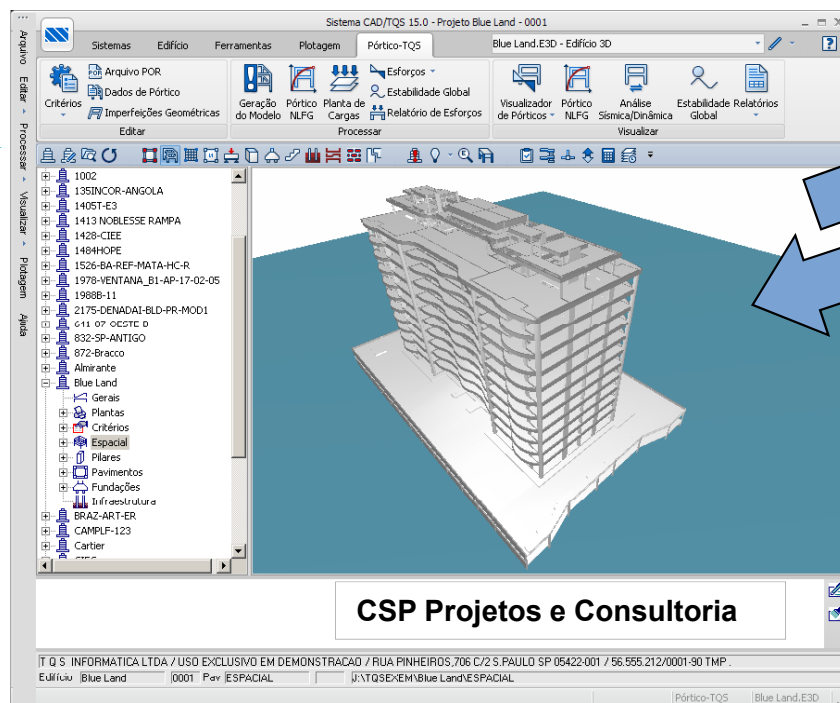 Sistema CAD/TQS 15.0 - Projeto Blue Land - 0001
Sistemas Edifício Ferramentas Plotagem Pórtico-TQS Blue Land.E3D - Edifício 3D
Arquivo Editar Processar Visualizar Plotagem Ajuda
Critérios
Arquivo POR
Dados de Pórtico
Imperfeições Geométricas
Editar
Geração do Modelo
Pórtico NLFG
Planta de Cargas
Esforços
Estabilidade Global
Relatório de Esforços
Processar
Visualizador de Pórticos
Pórtico NLFG
Análise Sísmica/Dinâmica
Estabilidade Global
Relatórios
Visualizar
1002
135INCOR-ANGOLA
1405T-E3
1413 NOBLESSE RAMPA
1428-CIEE
1484HOPE
1526-BA-REF-MATA-HC-R
1978-VENTANA_B1-AP-17-02-05
1988B-11
2175-DENADAI-BLD-PR-MOD1
641 07 OESTE D
832-SP-ANTIGO
872-Bracco
Almirante
Blue Land
Gerais
Plantas
Critérios
Espacial
Pilares
Pavimentos
Fundações
Infraestrutura
BRAZ-ART-ER
CAMPLF-123
Cartier
CSP Projetos e Consultoria
T Q S INFORMATICA LTDA / USO EXCLUSIVO EM DEMONSTRACAO / RUA PINHEIROS,706 C/2 S.PAULO SP 05422-001 / 56.555.212/0001-90 TMP .
Edifício Blue Land 0001 Pav ESPACIAL J:\TQSEXEM\Blue Land\ESPACIAL
Pórtico-TQS Blue Land.E3D